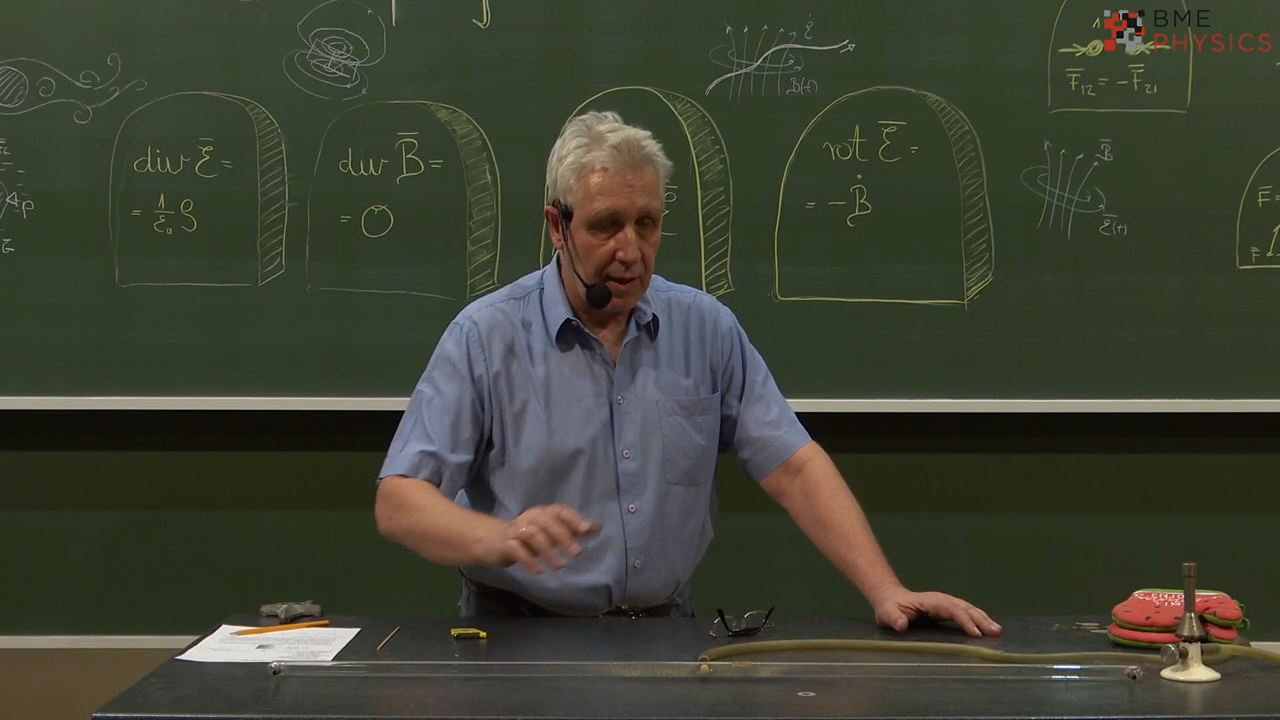 BME
PHYSICS
F̄₁₂ = -F̄₂₁
div Ē =
= 1/ε₀ ρ
div B̄ =
= 0
rot Ē =
= -Ḃ
B(t)
B̄
Ē(t)